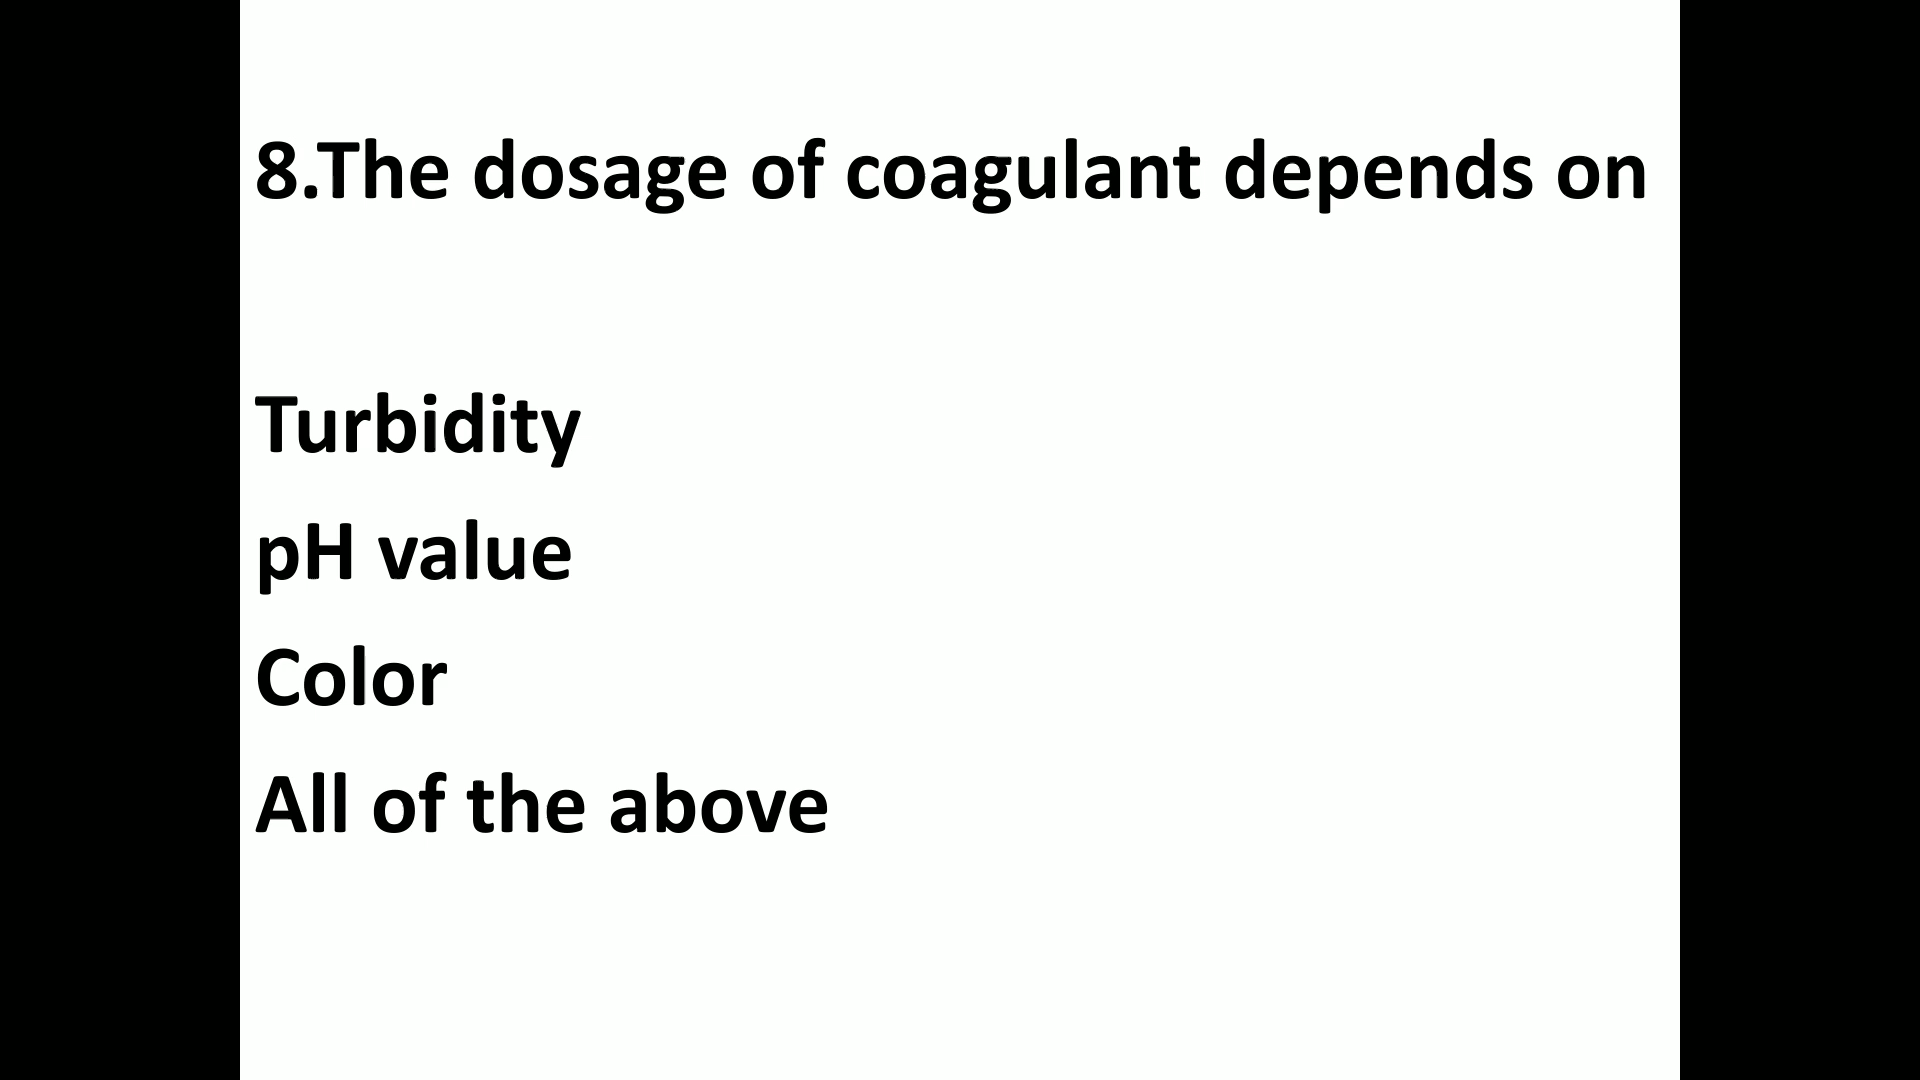 8.The dosage of coagulant depends on
Turbidity
pH value
Color
All of the above